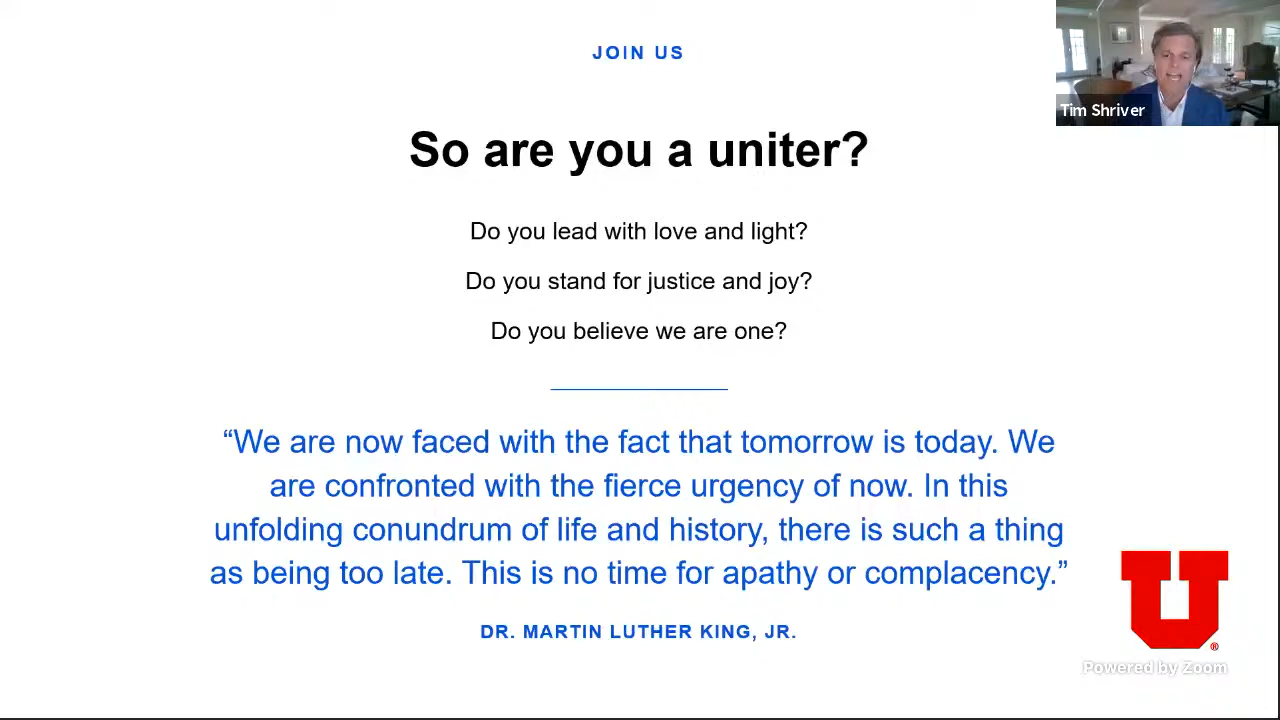 JOIN US
Tim Shriver
So are you a uniter?
Do you lead with love and light?
Do you stand for justice and joy?
Do you believe we are one?
“We are now faced with the fact that tomorrow is today. We
are confronted with the fierce urgency of now. In this
unfolding conundrum of life and history, there is such a thing
as being too late. This is no time for apathy or complacency.”
DR. MARTIN LUTHER KING, JR.
U
®
Powered by Zoom